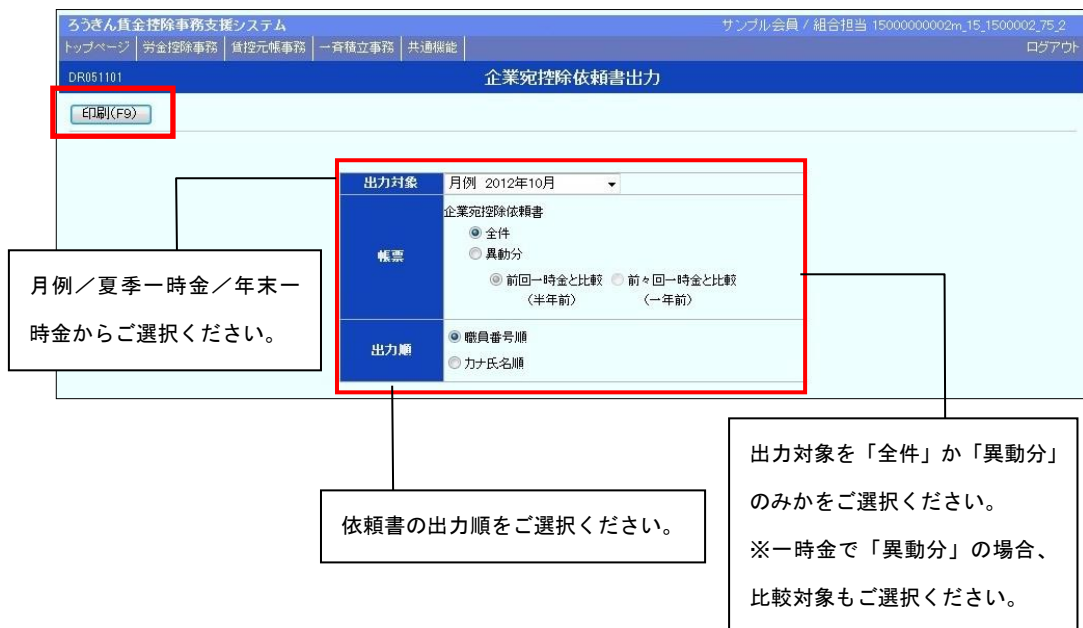 ろうきん賃金控除事務支援システム
サンプル会員 / 組合担当 15000000002m_15_1500002_75_2
トップページ 労金控除事務 賃控元帳事務 一斉積立事務 共通機能
ログアウト
DR051101
企業宛控除依頼書出力
印刷(F9)
出力対象
月例 2012年10月
帳票
企業宛控除依頼書
全件
異動分
前回一時金と比較 前々回一時金と比較
(半年前) (一年前)
出力順
職員番号順
カナ氏名順
月例／夏季一時金／年末一
時金からご選択ください。
依頼書の出力順をご選択ください。
出力対象を「全件」か「異動分」
のみかをご選択ください。
※一時金で「異動分」の場合、
比較対象もご選択ください。